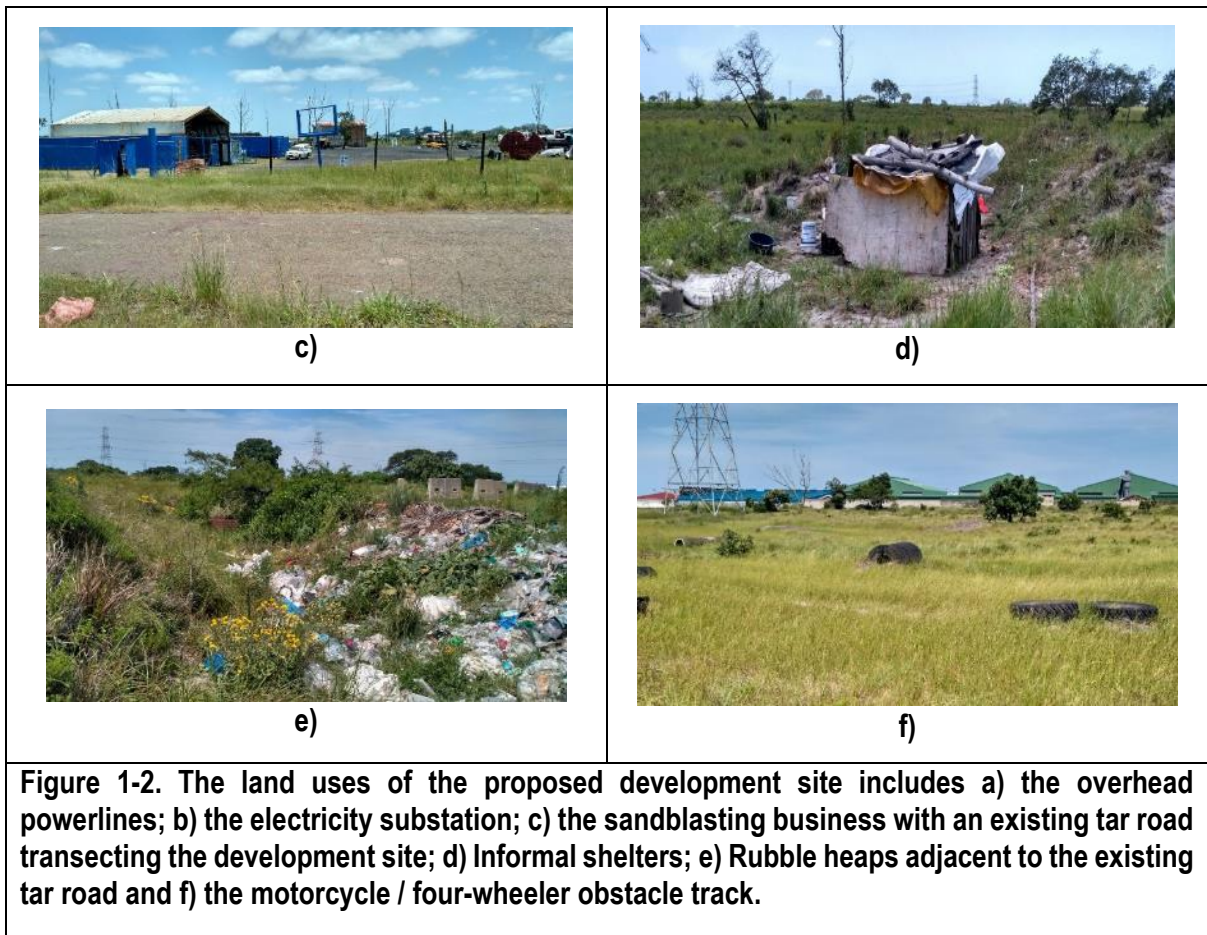 c)
d)
e)
f)
Figure 1-2. The land uses of the proposed development site includes a) the overhead
powerlines; b) the electricity substation; c) the sandblasting business with an existing tar road
transecting the development site; d) Informal shelters; e) Rubble heaps adjacent to the existing
tar road and f) the motorcycle / four-wheeler obstacle track.